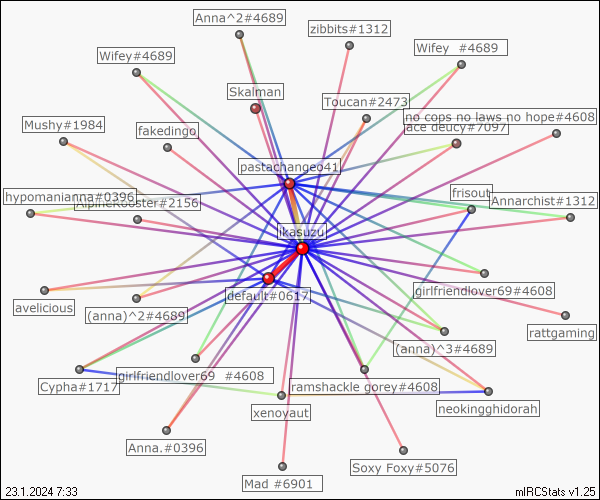 Anna^2#4689
zibbits#1312
Wifey#4689
Wifey #4689
Skalman
Toucan#2473
no cops no laws no hope#4608
Mushy#1984
fakedingo
ace deucy#7097
pastachangeo41
hypomanianna#0396
#2156
frisout
Annarchist#1312
ikasuzu
default#0617
girlfriendlover69#4608
avelicious
(anna)^2#4689
rattgaming
(anna)^3#4689
Cypha#1717
girlfriendlover69 #4608
ramshackle gorey#4608
xenoyaut
neokingghidorah
Anna.#0396
Soxy Foxy#5076
Mad #6901
23.1.2024 7:33
mIRCStats v1.25